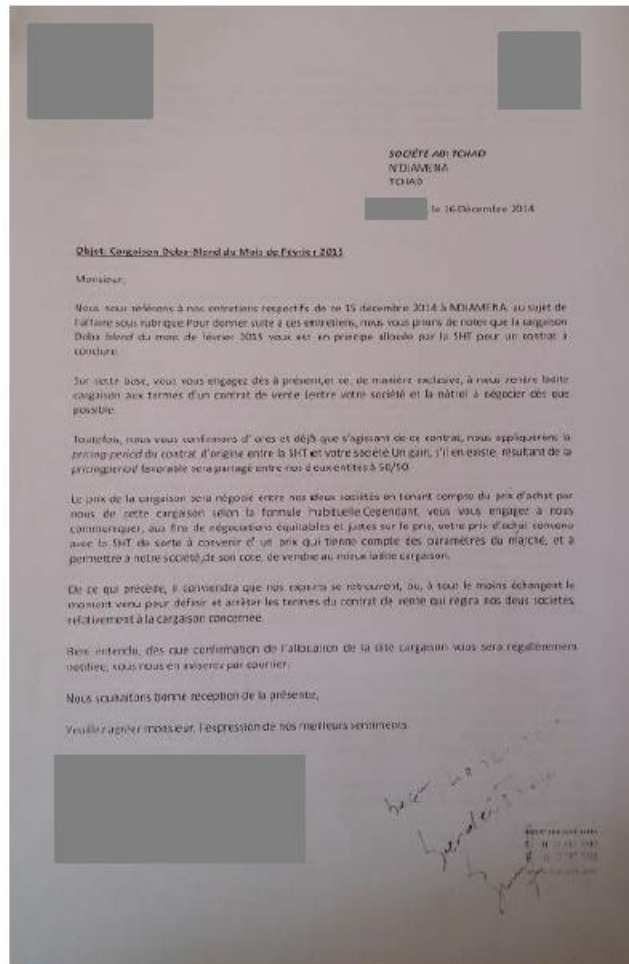 SOCIÉTÉ ABI TCHAD
N'DJAMENA
TCHAD
le 16 Décembre 2014
Objet: Cargaison Doba-Blend du Mois de Février 2015
Monsieur,
Nous nous référons à nos entretiens respectifs de ce 15 décembre 2014 à NDJAMENA, au sujet de
l'affaire sous rubrique. Pour donner suite à ces entretiens, nous vous prions de noter que la cargaison
Doba blend du mois de février 2015 vous est en principe allouée par la SHT pour un contrat à
conclure.
Sur cette base, vous vous engagez dès à présent, et ce, de manière exclusive, à nous vendre ladite
cargaison aux termes d'un contrat de vente (entre votre société et la nôtre) à négocier dès que
possible.
Toutefois, nous vous confirmons d'ores et déjà que s'agissant de ce contrat, nous appliquerons la
pricing-period du contrat d'origine entre la SHT et votre société. Un gain, s'il en existe, résultant de la
pricing period favorable sera partagé entre nos deux entités à 50/50.
Le prix de la cargaison sera négocié entre nos deux sociétés en tenant compte du prix d'achat par
nous de cette cargaison selon la formule habituelle. Cependant, vous vous engagez à nous
communiquer, aux fins de négociations équitables et justes sur le prix, votre prix d'achat convenu
avec la SHT de sorte à convenir d' un prix qui tienne compte des paramètres du marché, et à
permettre à notre société, de son coté, de vendre au mieux ladite cargaison.
De ce qui précède, il conviendra que nos experts se retrouvent, ou, à tout le moins échangent le
moment venu pour définir et arrêter les termes du contrat de vente qui régira nos deux sociétés
relativement à la cargaison concernée.
Bien entendu, dès que confirmation de l'allocation de la dite cargaison vous sera régulièrement
notifiée, vous nous en aviserez par courrier.
Nous souhaitons bonne réception de la présente,
Veuillez agréer monsieur, l'expression de nos meilleurs sentiments.